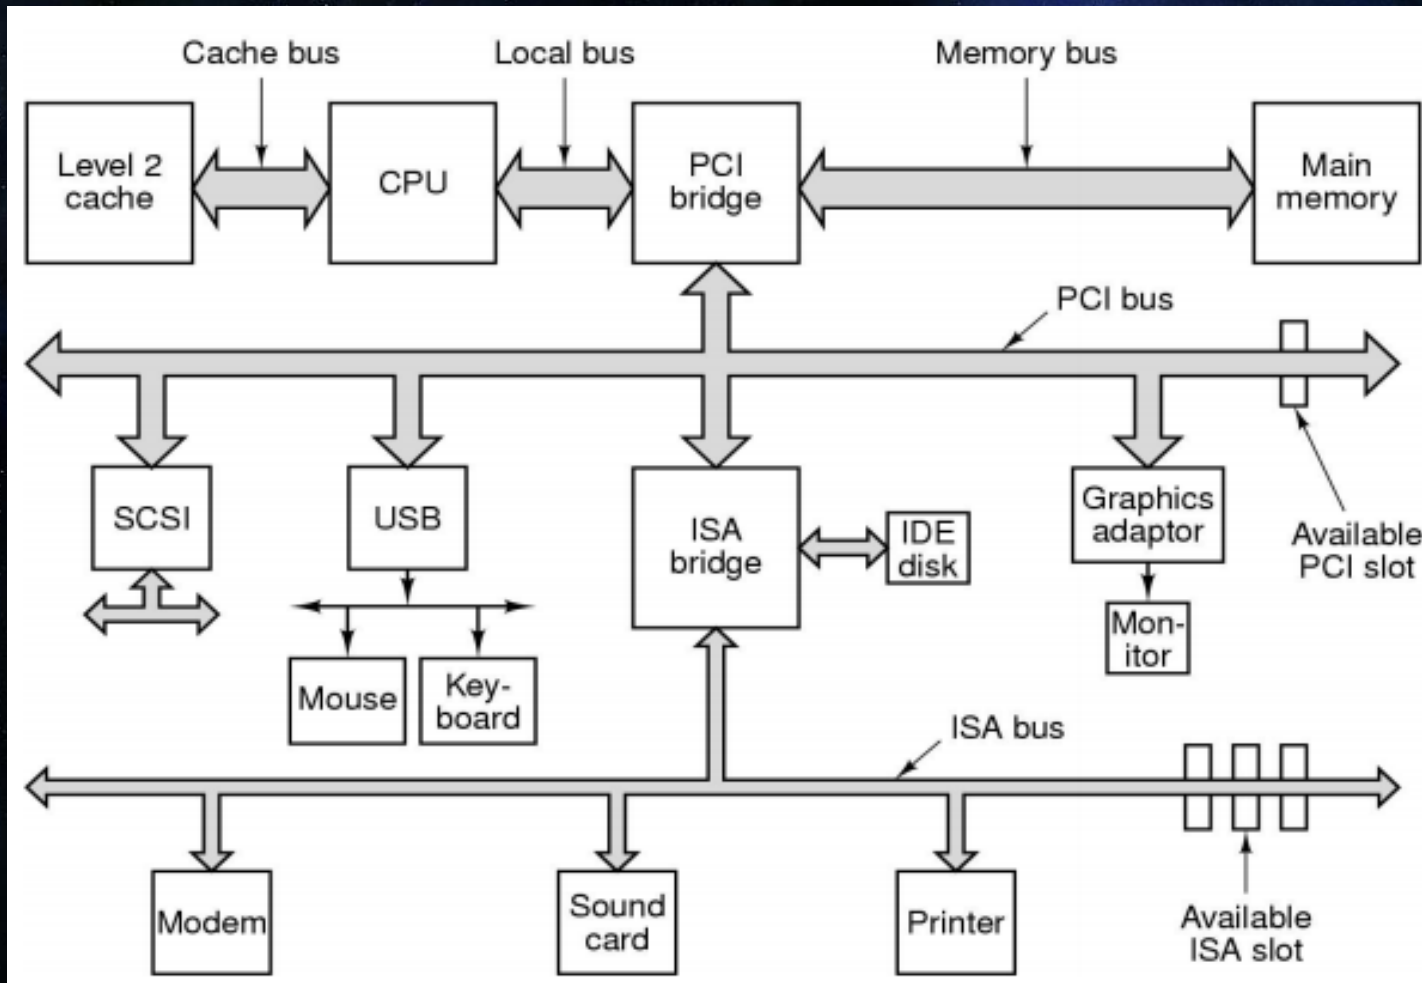 Cache bus
Local bus
Memory bus
Level 2
cache
CPU
PCI
bridge
Main
memory
PCI bus
SCSI
USB
ISA
bridge
IDE
disk
Graphics
adaptor
Available
PCI slot
Mon-
itor
Mouse
Key-
board
ISA bus
Modem
Sound
card
Printer
Available
ISA slot